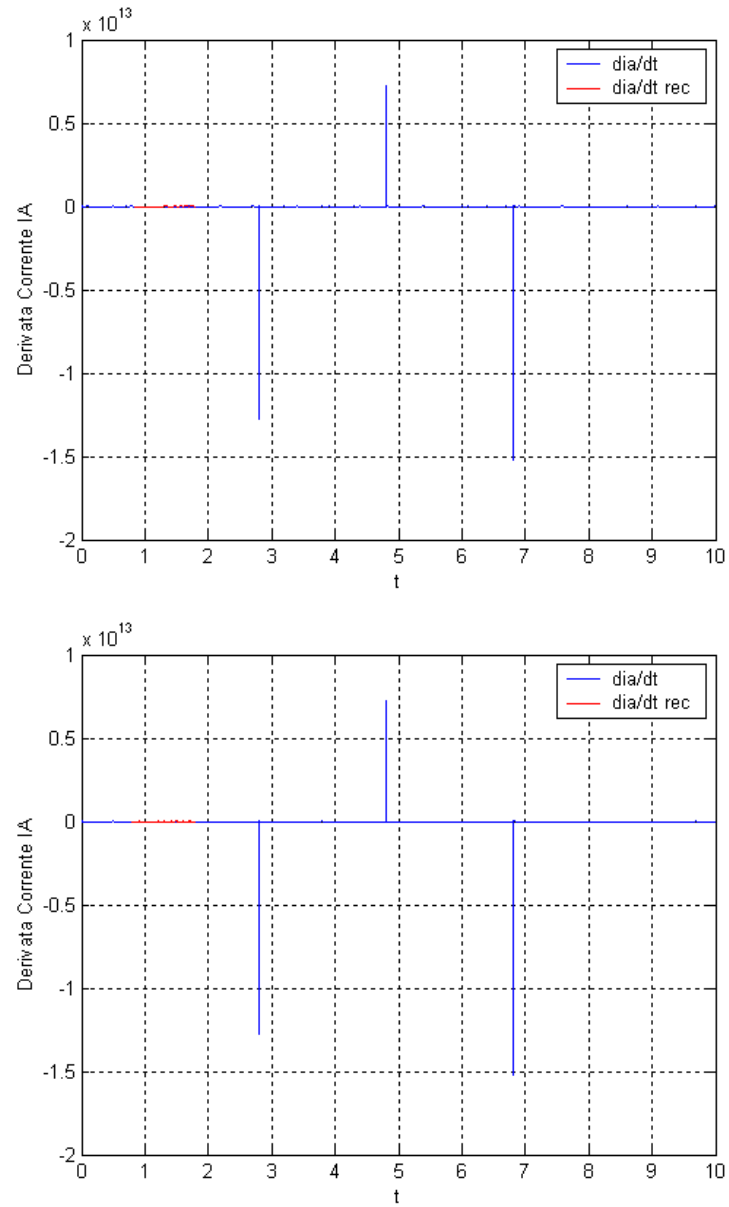 x 10^13
1
dia/dt
dia/dt rec
0.5
0
-0.5
-1
-1.5
-2
Derivata Corrente IA
0 1 2 3 4 5 6 7 8 9 10
t
x 10^13
1
dia/dt
dia/dt rec
0.5
0
-0.5
-1
-1.5
-2
Derivata Corrente IA
0 1 2 3 4 5 6 7 8 9 10
t